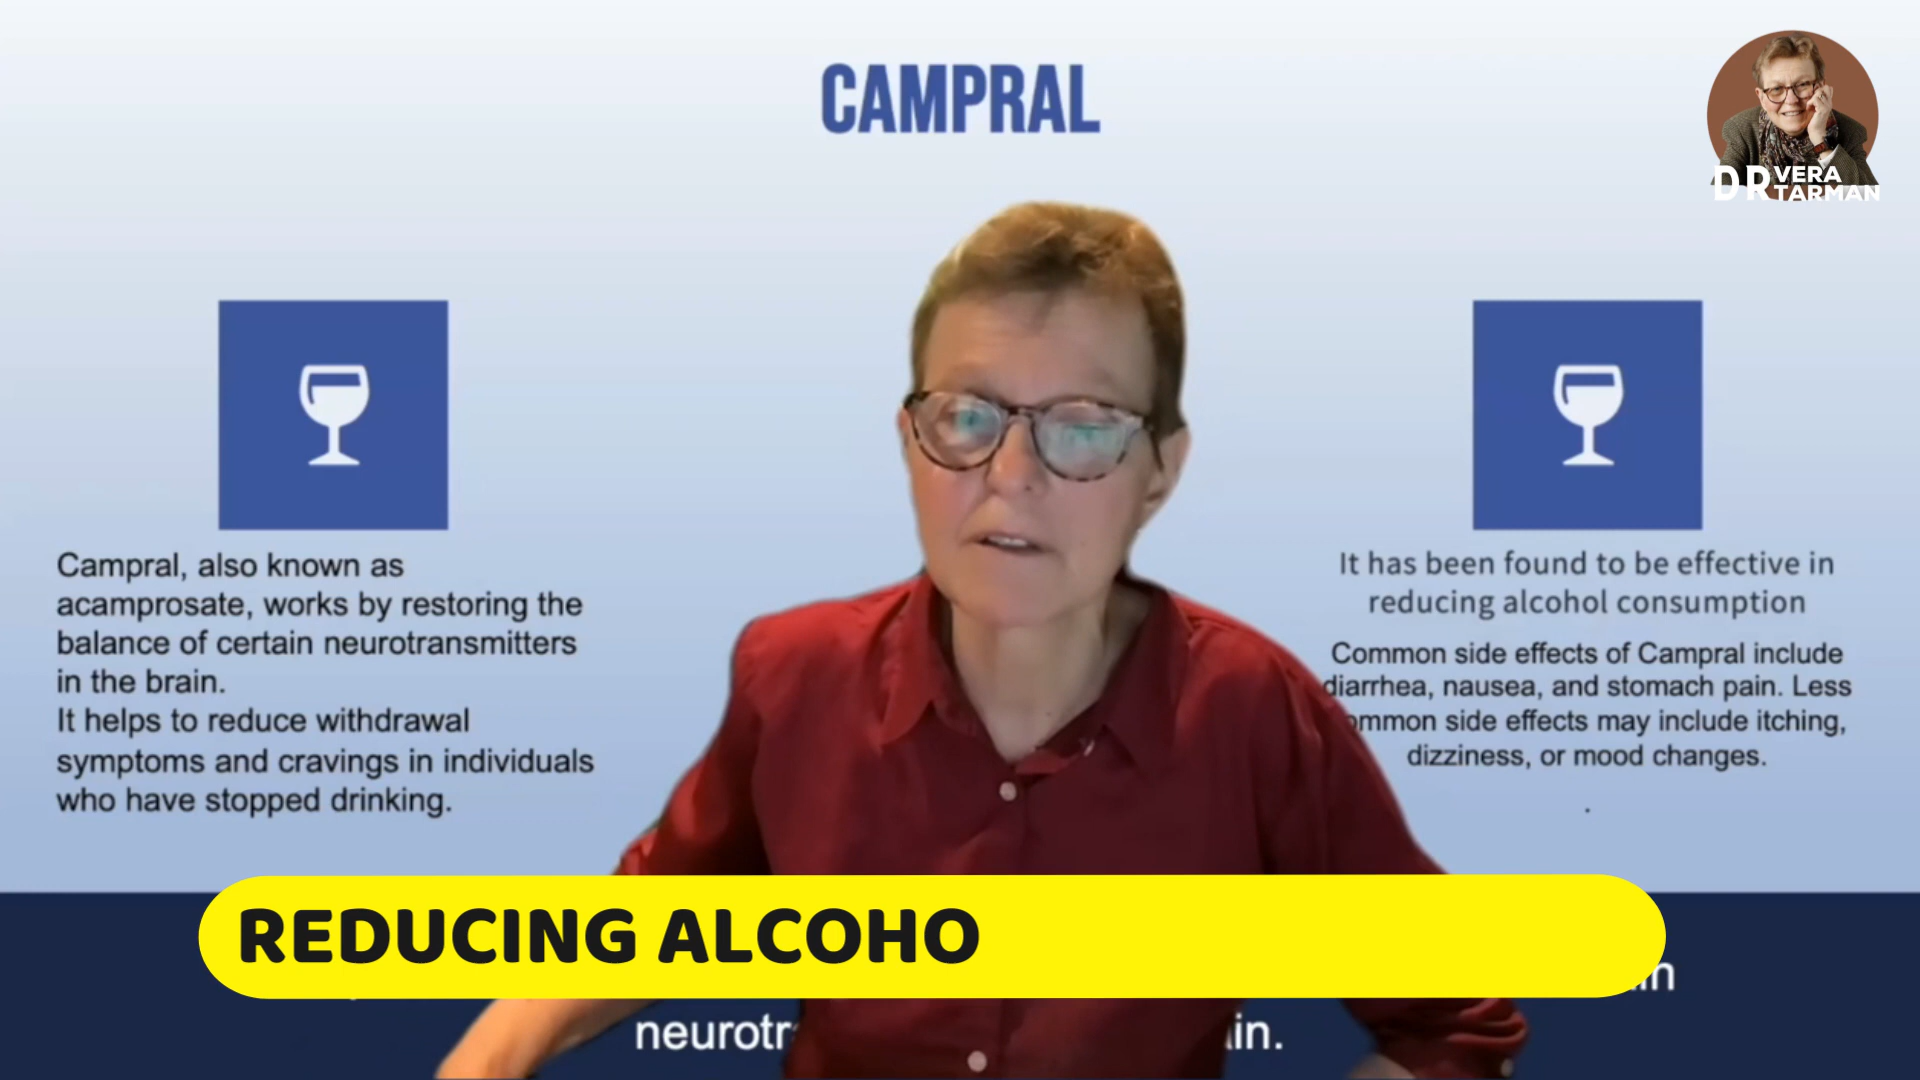 CAMPRAL
DR VERA
TARMAN
Campral, also known as
acamprosate, works by restoring the
balance of certain neurotransmitters
in the brain.
It helps to reduce withdrawal
symptoms and cravings in individuals
who have stopped drinking.
It has been found to be effective in
reducing alcohol consumption
Common side effects of Campral include
diarrhea, nausea, and stomach pain. Less
ommon side effects may include itching,
dizziness, or mood changes.
.
REDUCING ALCOHO